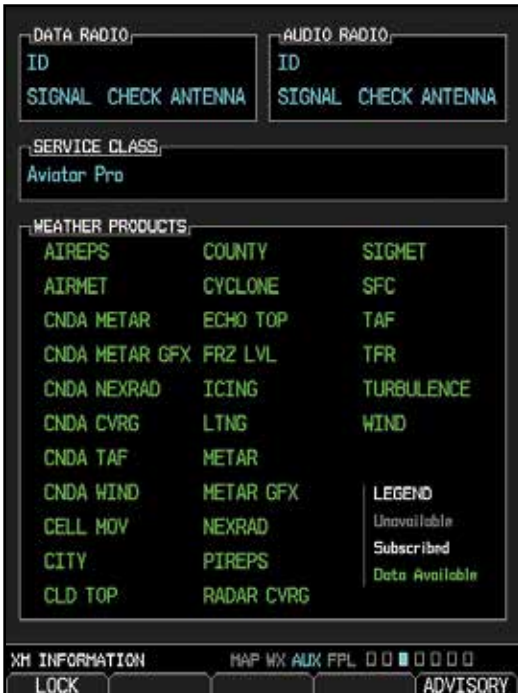 DATA RADIO
ID
SIGNAL CHECK ANTENNA
AUDIO RADIO
ID
SIGNAL CHECK ANTENNA
SERVICE CLASS
Aviator Pro
WEATHER PRODUCTS
AIREPS
AIRMET
CNDA METAR
CNDA METAR GFX
CNDA NEXRAD
CNDA CVRG
CNDA TAF
CNDA WIND
CELL MOV
CITY
CLD TOP
COUNTY
CYCLONE
ECHO TOP
FRZ LVL
ICING
LTNG
METAR
METAR GFX
NEXRAD
PIREPS
RADAR CVRG
SIGMET
SFC
TAF
TFR
TURBULENCE
WIND
LEGEND
Unavailable
Subscribed
Data Available
XM INFORMATION
MAP WX AUX FPL
LOCK
ADVISORY